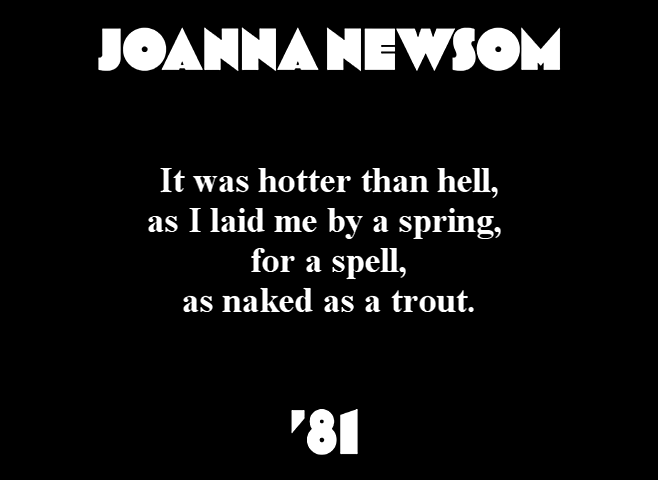 JOANNA NEWSOM
It was hotter than hell,
as I laid me by a spring,
for a spell,
as naked as a trout.
'81